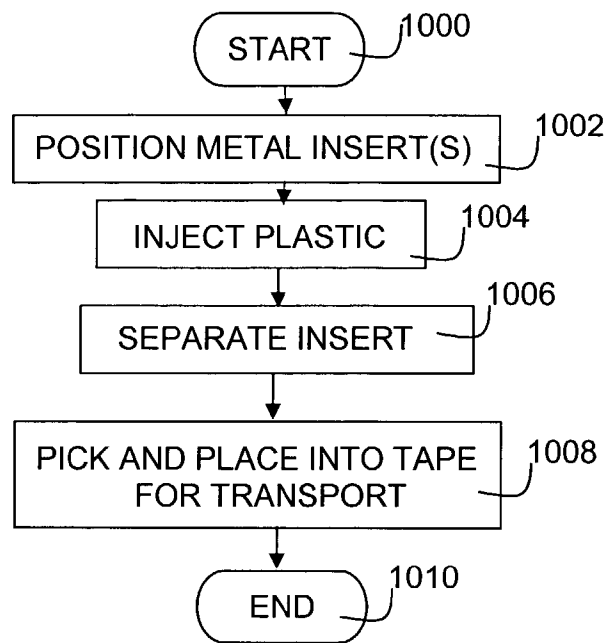 1000
START
1002
POSITION METAL INSERT(S)
1004
INJECT PLASTIC
1006
SEPARATE INSERT
1008
PICK AND PLACE INTO TAPE
FOR TRANSPORT
1010
END